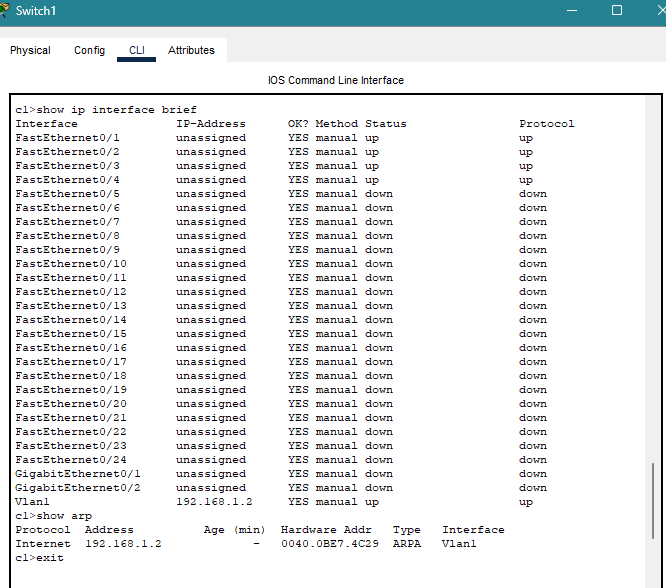 Switch1
Physical Config CLI Attributes
IOS Command Line Interface
cl>show ip interface brief
Interface IP-Address OK? Method Status Protocol
FastEthernet0/1 unassigned YES manual up up
FastEthernet0/2 unassigned YES manual up up
FastEthernet0/3 unassigned YES manual up up
FastEthernet0/4 unassigned YES manual up up
FastEthernet0/5 unassigned YES manual down down
FastEthernet0/6 unassigned YES manual down down
FastEthernet0/7 unassigned YES manual down down
FastEthernet0/8 unassigned YES manual down down
FastEthernet0/9 unassigned YES manual down down
FastEthernet0/10 unassigned YES manual down down
FastEthernet0/11 unassigned YES manual down down
FastEthernet0/12 unassigned YES manual down down
FastEthernet0/13 unassigned YES manual down down
FastEthernet0/14 unassigned YES manual down down
FastEthernet0/15 unassigned YES manual down down
FastEthernet0/16 unassigned YES manual down down
FastEthernet0/17 unassigned YES manual down down
FastEthernet0/18 unassigned YES manual down down
FastEthernet0/19 unassigned YES manual down down
FastEthernet0/20 unassigned YES manual down down
FastEthernet0/21 unassigned YES manual down down
FastEthernet0/22 unassigned YES manual down down
FastEthernet0/23 unassigned YES manual down down
FastEthernet0/24 unassigned YES manual down down
GigabitEthernet0/1 unassigned YES manual down down
GigabitEthernet0/2 unassigned YES manual down down
Vlan1 192.168.1.2 YES manual up up
cl>show arp
Protocol Address Age (min) Hardware Addr Type Interface
Internet 192.168.1.2 - 0040.0BE7.4C29 ARPA Vlan1
cl>exit